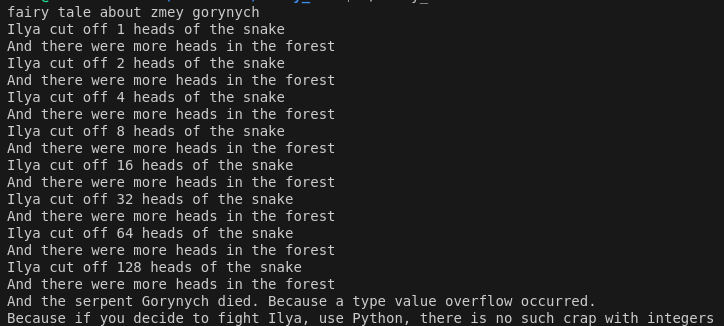 fairy tale about zmey gorynych
Ilya cut off 1 heads of the snake
And there were more heads in the forest
Ilya cut off 2 heads of the snake
And there were more heads in the forest
Ilya cut off 4 heads of the snake
And there were more heads in the forest
Ilya cut off 8 heads of the snake
And there were more heads in the forest
Ilya cut off 16 heads of the snake
And there were more heads in the forest
Ilya cut off 32 heads of the snake
And there were more heads in the forest
Ilya cut off 64 heads of the snake
And there were more heads in the forest
Ilya cut off 128 heads of the snake
And there were more heads in the forest
And the serpent Gorynych died. Because a type value overflow occurred.
Because if you decide to fight Ilya, use Python, there is no such crap with integers